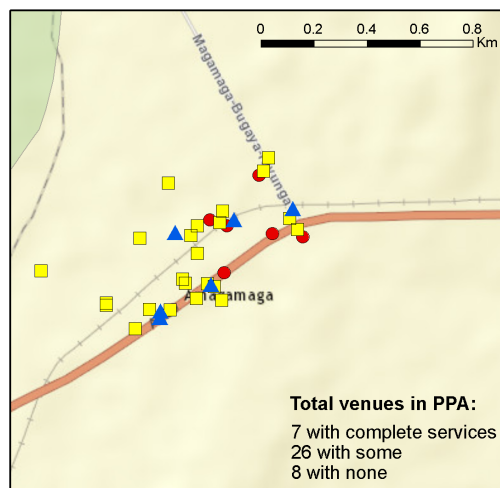 0 0.2 0.4 0.6 0.8
Km
Magamaga-Bugaya-
Total venues in PPA:
7 with complete services
26 with some
8 with none